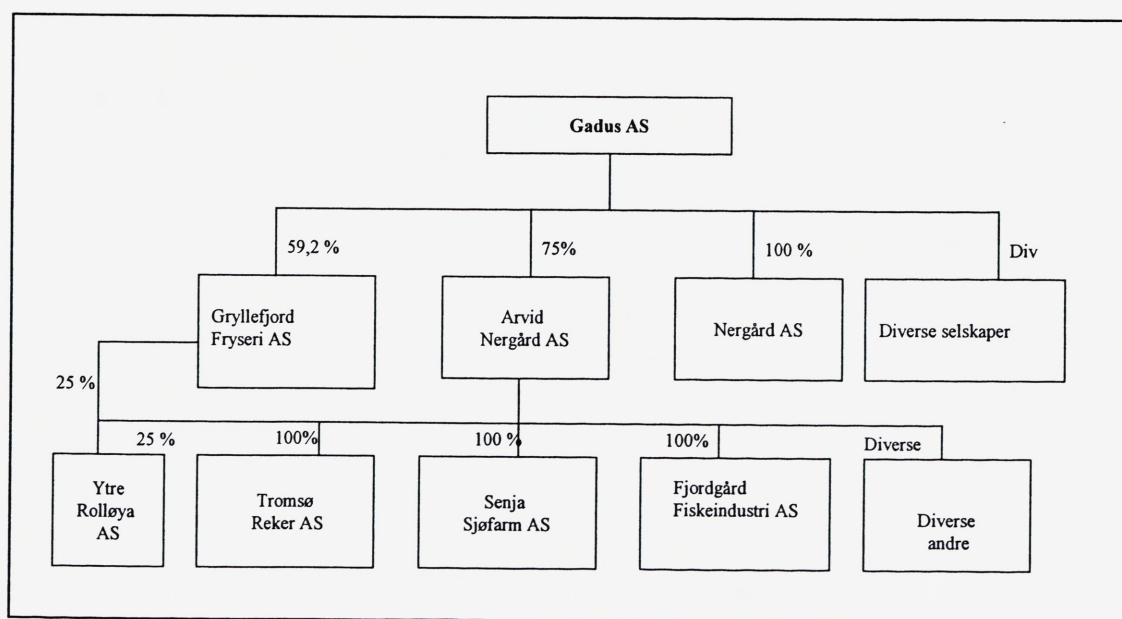 Gadus AS
59,2 %
75%
100 %
Div
Gryllefjord
Fryseri AS
Arvid
Nergård AS
Nergård AS
Diverse selskaper
25 %
25 %
100%
100 %
100%
Diverse
Ytre
Rolløya
AS
Tromsø
Reker AS
Senja
Sjøfarm AS
Fjordgård
Fiskeindustri AS
Diverse
andre